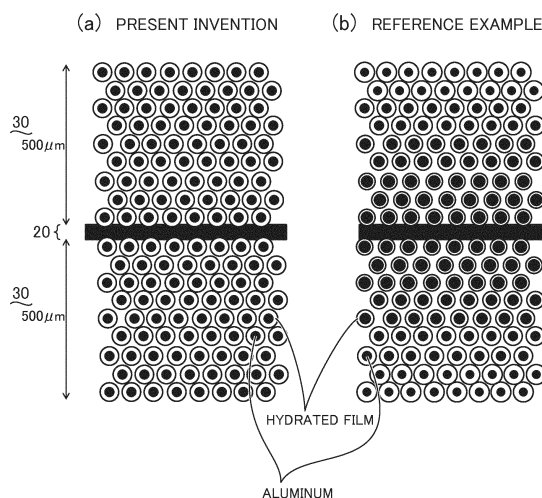 (a) PRESENT INVENTION
(b) REFERENCE EXAMPLE
30
500μm
20{
30
500μm
HYDRATED FILM
ALUMINUM